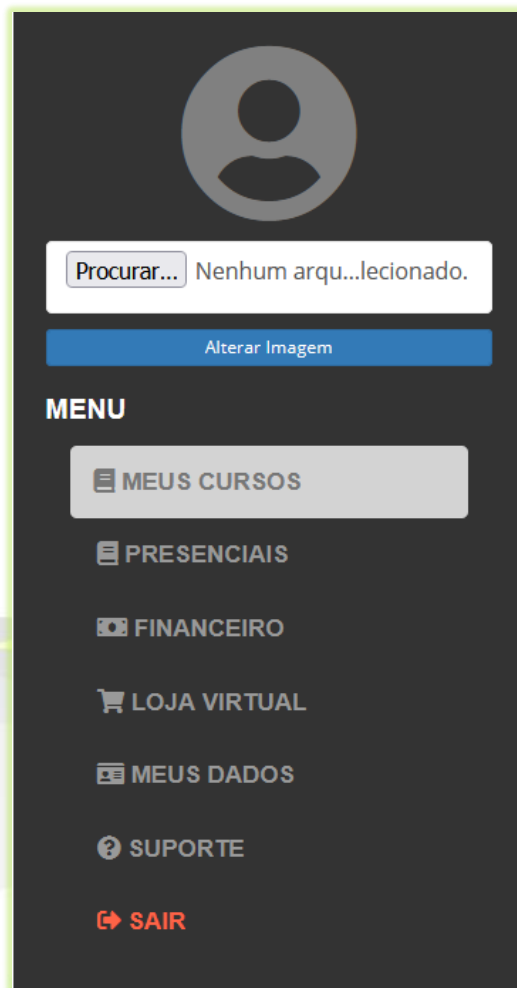 Procurar... Nenhum arqu...lecionado.
Alterar Imagem
MENU
MEUS CURSOS
PRESENCIAIS
FINANCEIRO
LOJA VIRTUAL
MEUS DADOS
SUPORTE
SAIR